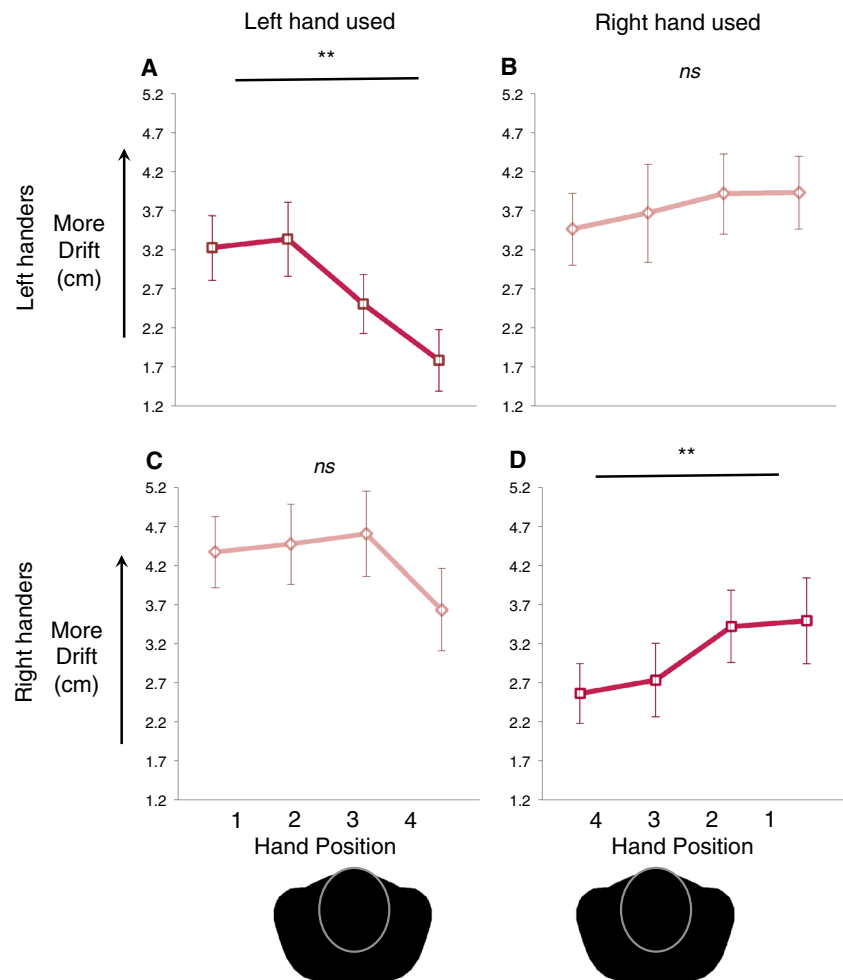 Left hand used
Right hand used
A
**
B
ns
5.2
4.7
4.2
3.7
3.2
2.7
2.2
1.7
1.2
5.2
4.7
4.2
3.7
3.2
2.7
2.2
1.7
1.2
Left handers
More
Drift
(cm)
C
ns
D
**
5.2
4.7
4.2
3.7
3.2
2.7
2.2
1.7
1.2
5.2
4.7
4.2
3.7
3.2
2.7
2.2
1.7
1.2
Right handers
More
Drift
(cm)
1 2 3 4
Hand Position
4 3 2 1
Hand Position